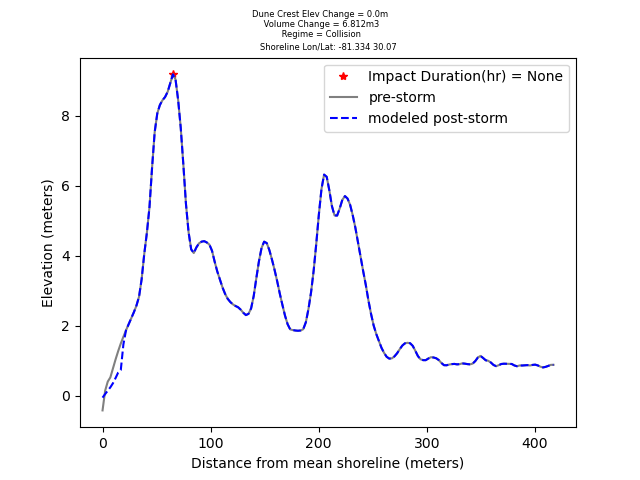 Dune Crest Elev Change = 0.0m
Volume Change = 6.812m3
Regime = Collision
Shoreline Lon/Lat: -81.334 30.07
Impact Duration(hr) = None
pre-storm
modeled post-storm
Elevation (meters)
8
6
4
2
0
0 100 200 300 400
Distance from mean shoreline (meters)